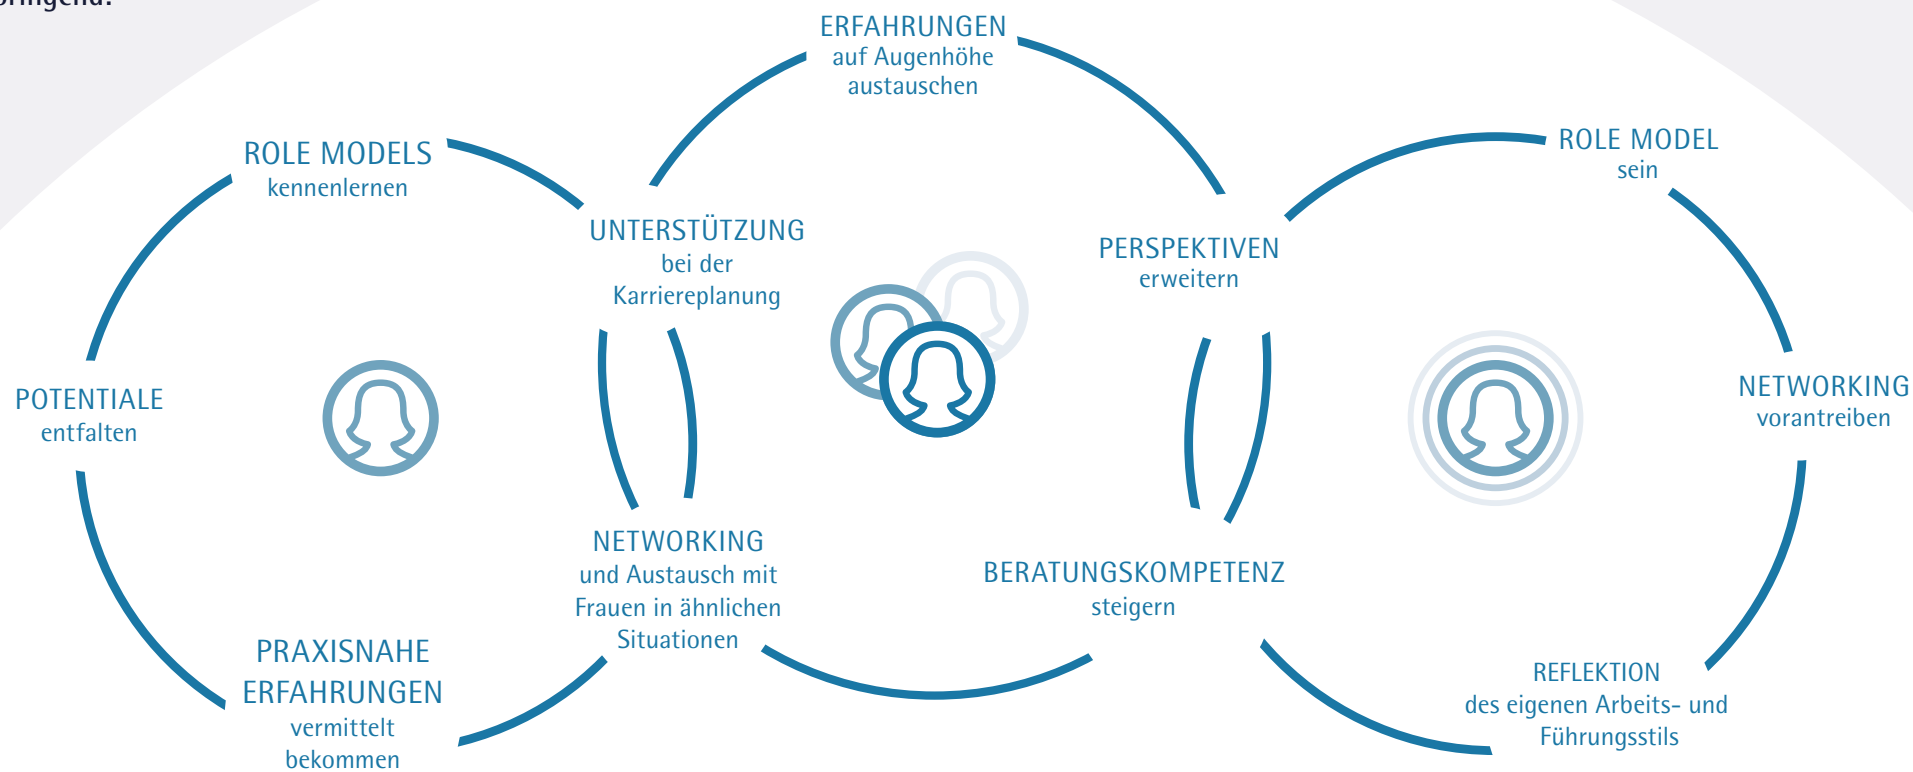 ERFAHRUNGEN
auf Augenhöhe
austauschen
ROLE MODELS
kennenlernen
ROLE MODEL
sein
UNTERSTÜTZUNG
bei der
Karriereplanung
PERSPEKTIVEN
erweitern
POTENTIALE
entfalten
NETWORKING
vorantreiben
NETWORKING
und Austausch mit
Frauen in ähnlichen
Situationen
BERATUNGSKOMPETENZ
steigern
PRAXISNAHE
ERFAHRUNGEN
vermittelt
bekommen
REFLEKTION
des eigenen Arbeits- und
Führungsstils